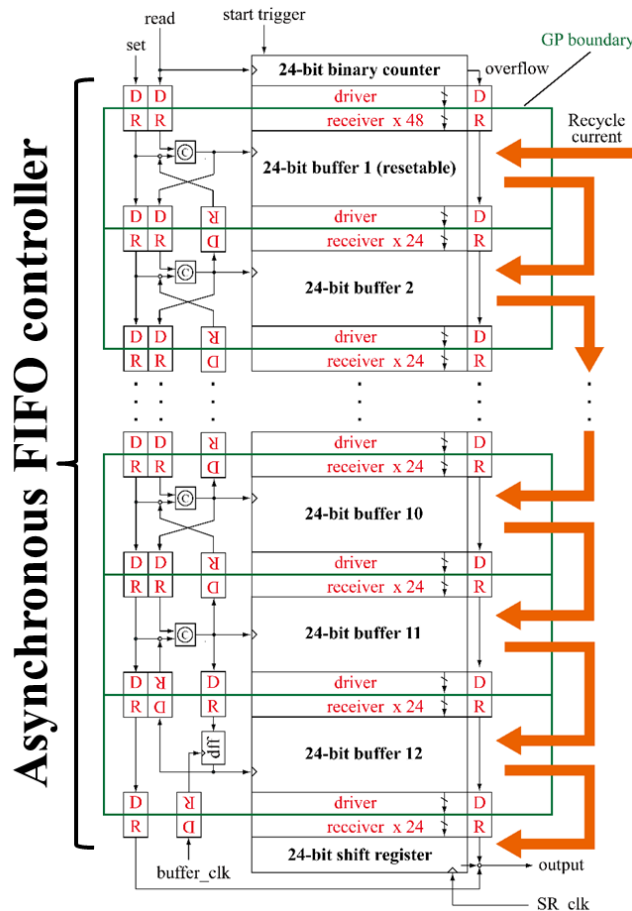 start trigger
read
set
GP boundary
24-bit binary counter
overflow
D D driver D
R R receiver x 48 R
Recycle
current
C
24-bit buffer 1 (resetable)
D D R driver D
R R D receiver x 24 R
C
24-bit buffer 2
D D R driver D
R R D receiver x 24 R
Asynchronous FIFO controller
D D R driver D
R R D receiver x 24 R
C
24-bit buffer 10
D D R driver D
R R D receiver x 24 R
C
24-bit buffer 11
D R D driver D
R D R receiver x 24 R
dff
24-bit buffer 12
D R driver D
R D receiver x 24 R
24-bit shift register
buffer_clk
output
SR_clk